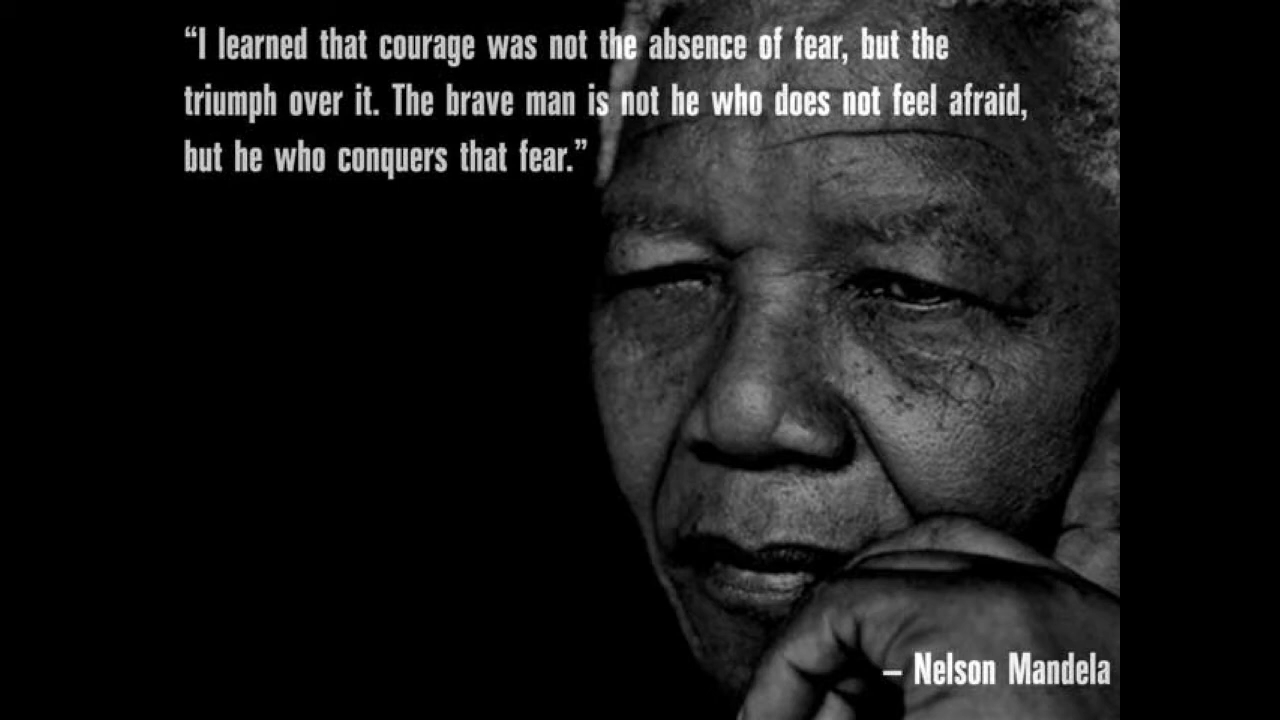 “I learned that courage was not the absence of fear, but the
triumph over it. The brave man is not he who does not feel afraid,
but he who conquers that fear.”
– Nelson Mandela